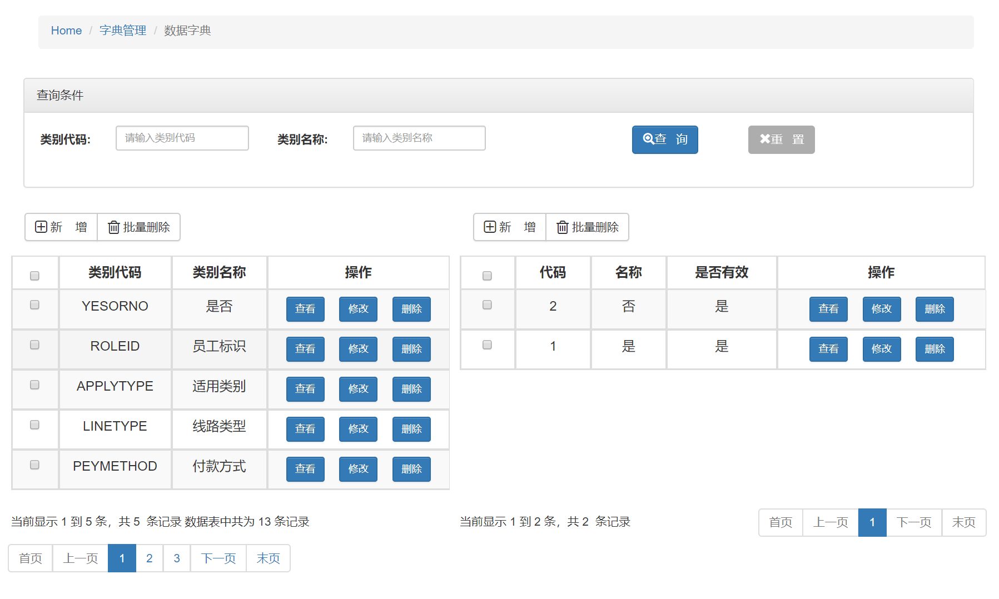 Home / 字典管理 / 数据字典
查询条件
类别代码: 请输入类别代码 类别名称: 请输入类别名称 查 询 重 置
新 增 批量删除 新 增 批量删除
类别代码 类别名称 操作 代码 名称 是否有效 操作
YESORNO 是否 查看 修改 删除 2 否 是 查看 修改 删除
ROLEID 员工标识 查看 修改 删除 1 是 是 查看 修改 删除
APPLYTYPE 适用类别 查看 修改 删除
LINETYPE 线路类型 查看 修改 删除
PEYMETHOD 付款方式 查看 修改 删除
当前显示 1 到 5 条，共 5 条记录 数据表中共为 13 条记录 当前显示 1 到 2 条，共 2 条记录 首页 上一页 1 下一页 末页
首页 上一页 1 2 3 下一页 末页